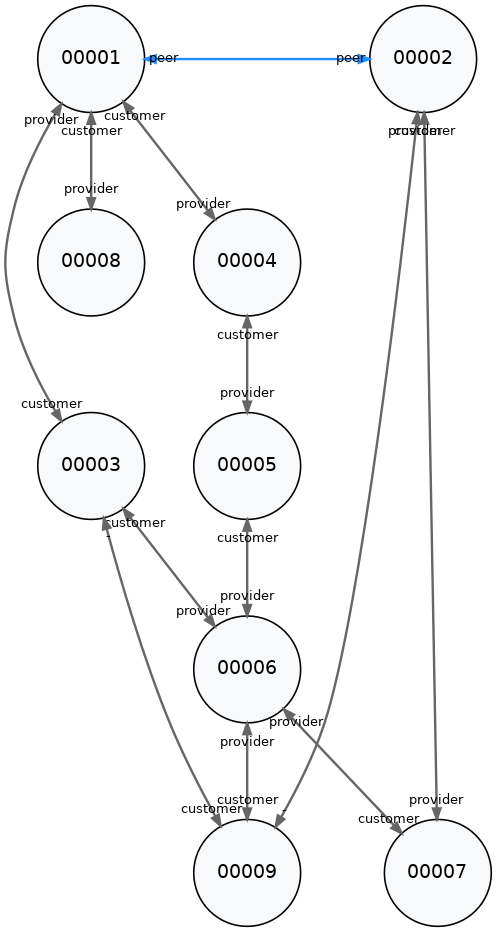 00001
peer
peer
00002
provider
customer
customer
provider
customer
provider
provider
00008
00004
customer
provider
customer
00003
00005
customer
-
customer
provider
provider
00006
provider
provider
customer
customer
-
provider
customer
00009
00007